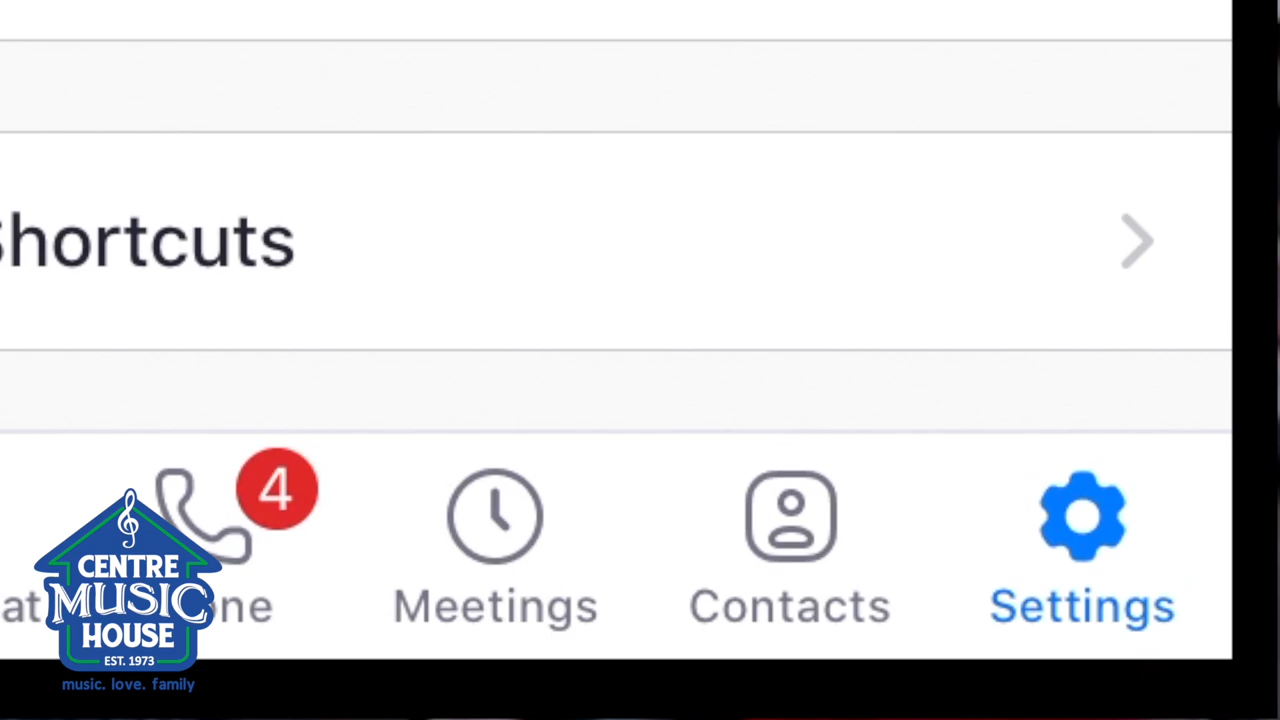 Shortcuts
4
Meetings
Contacts
Settings
CENTRE
MUSIC
HOUSE
EST. 1973
music. love. family